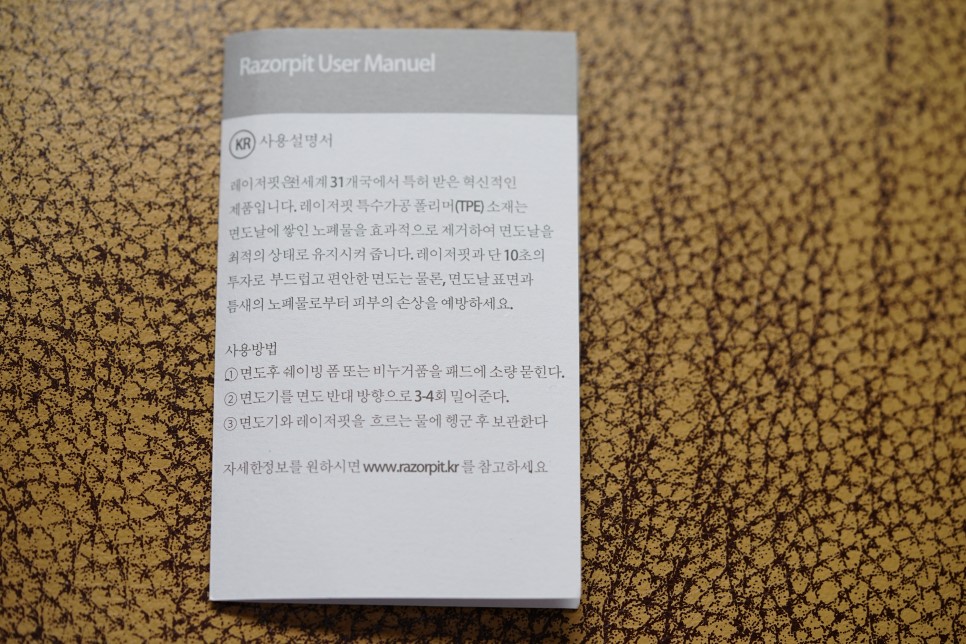 Razorpit User Manuel
KR 사용설명서
레이저핏은전세계 31개국에서 특허 받은 혁신적인
제품입니다. 레이저핏 특수가공 폴리머(TPE) 소재는
면도날에 쌓인 노폐물을 효과적으로 제거하여 면도날을
최적의 상태로 유지시켜 줍니다. 레이저핏과 단 10초의
투자로 부드럽고 편안한 면도는 물론, 면도날 표면과
틈새의 노폐물로부터 피부의 손상을 예방하세요.
사용방법
① 면도후 쉐이빙 폼 또는 비누거품을 패드에 소량 묻힌다.
② 면도기를 면도 반대 방향으로 3-4회 밀어준다.
③ 면도기와 레이저핏을 흐르는 물에 헹군 후 보관한다
자세한정보를 원하시면 www.razorpit.kr 를 참고하세요